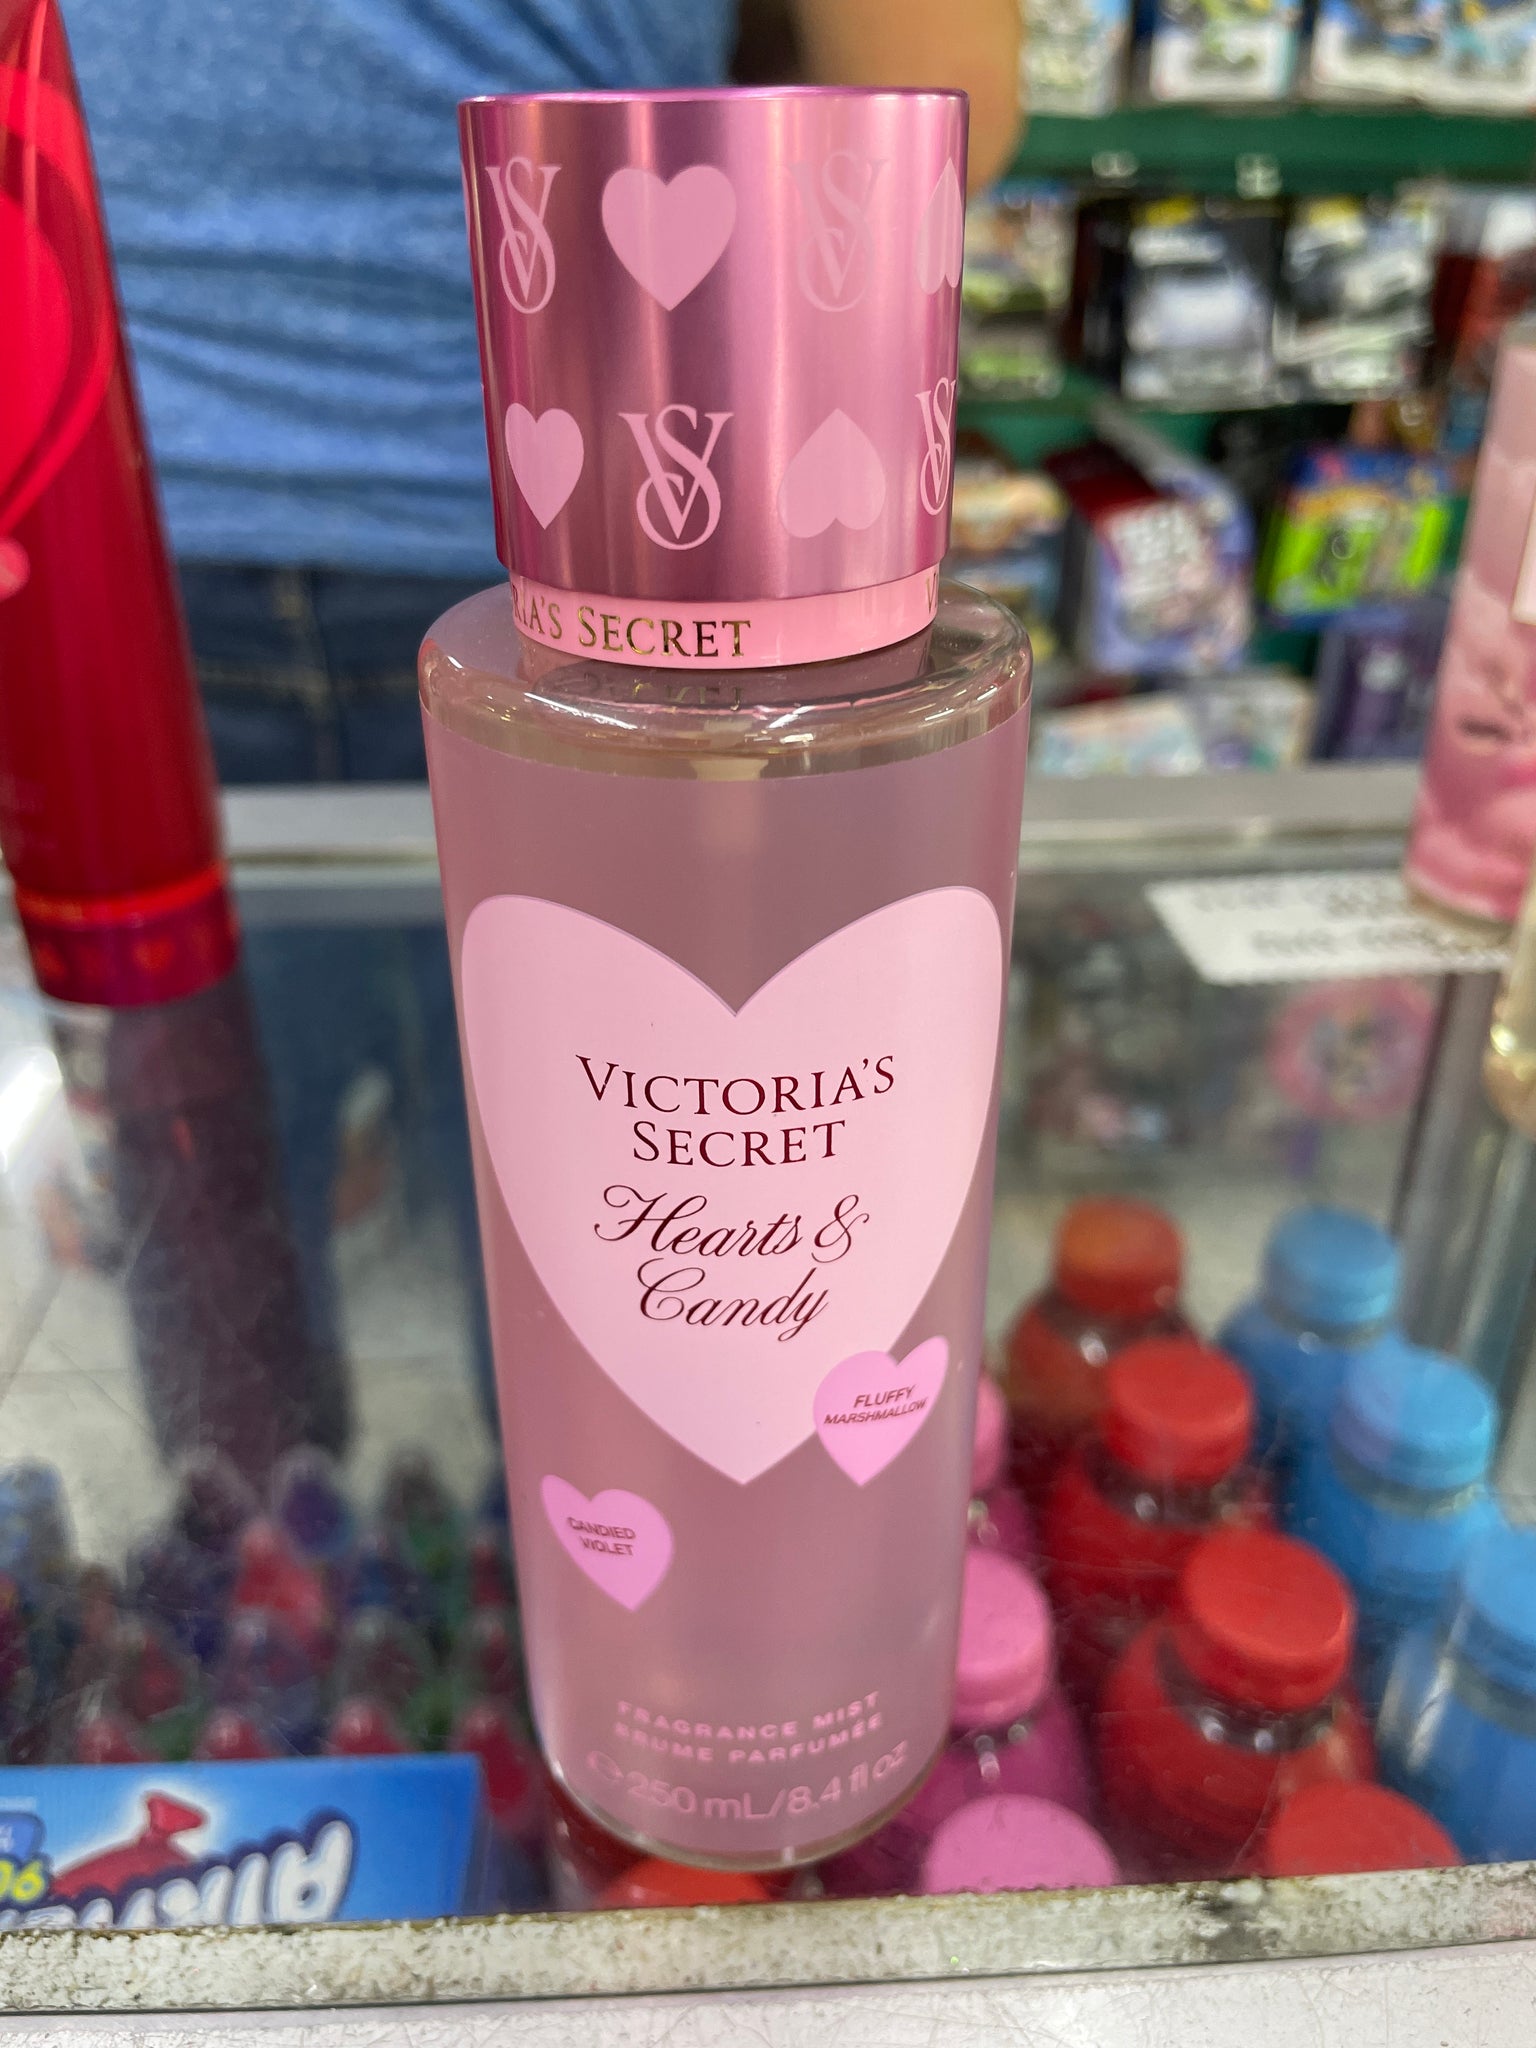 VS
VS
VS
VS
RIA'S SECRET
VICTORIA'S
SECRET
Hearts &
Candy
FLUFFY
MARSHMALLOW
CANDIED
VIOLET
FRAGRANCE MIST
BRUME PARFUMÉE
℮ 250 mL/8.4 fl oz